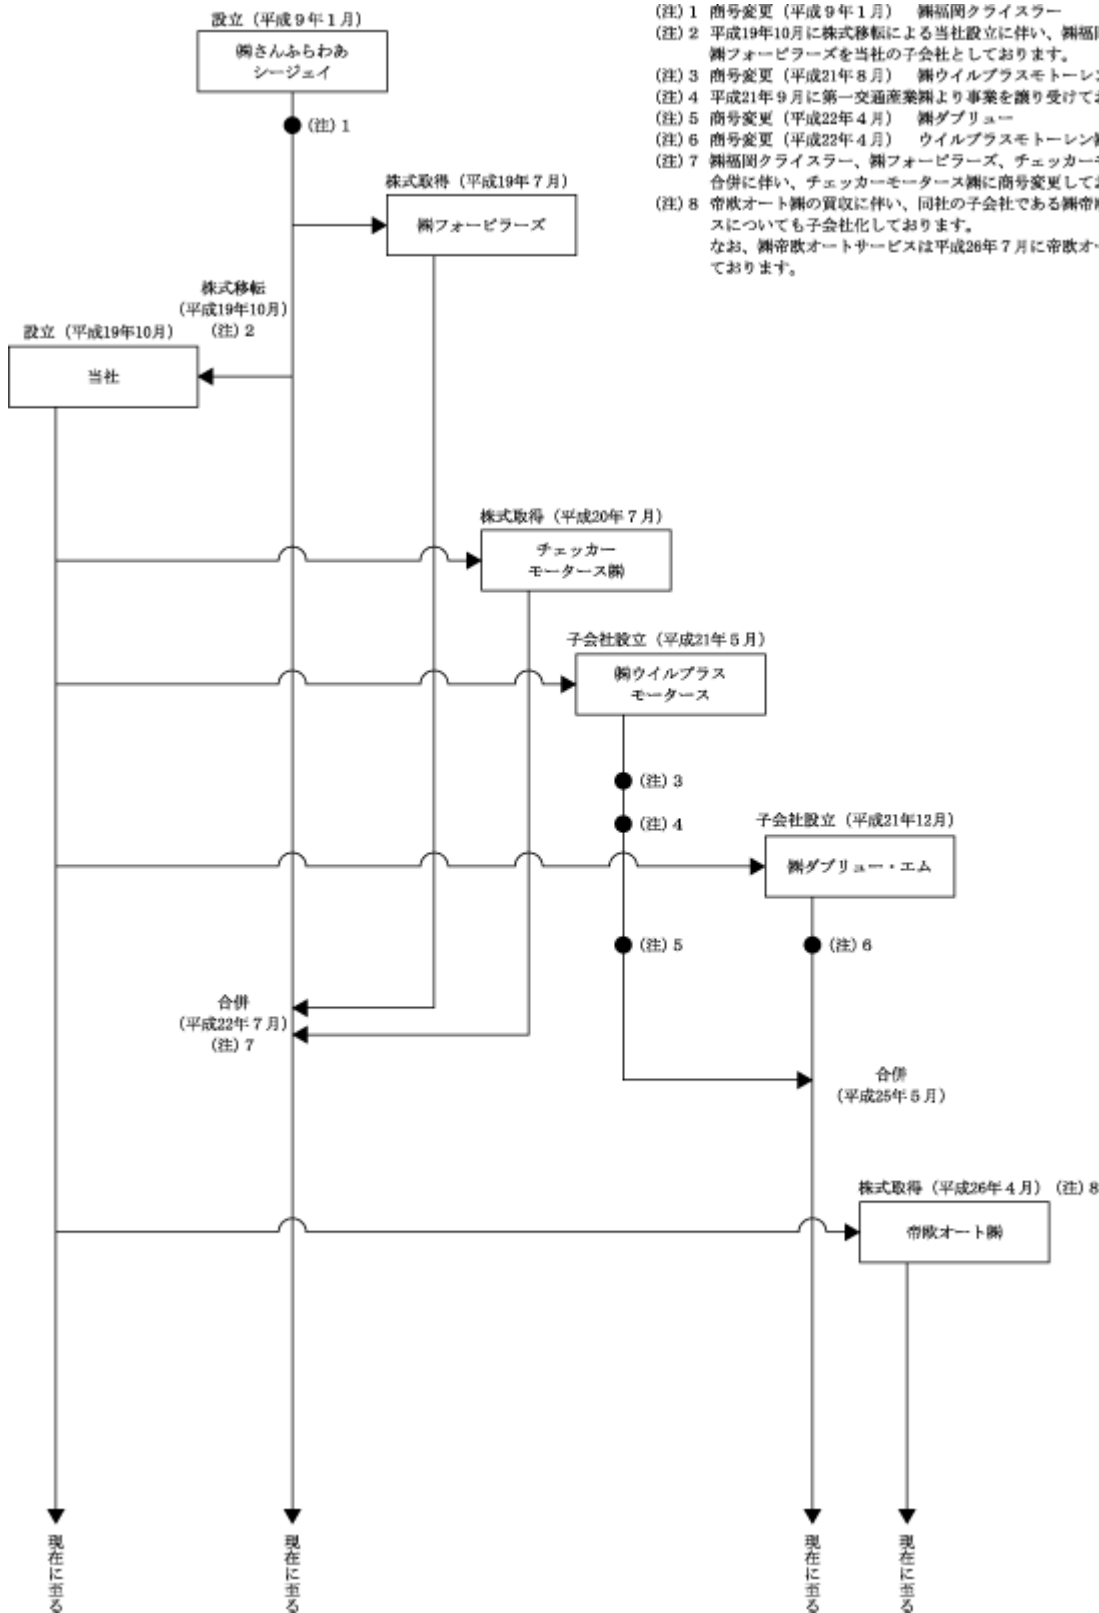 設立（平成９年１月）
㈱さんふらわあ
シージェイ
(注) 1
株式取得（平成19年７月）
㈱フォーピラーズ
株式移転
(平成19年10月)
(注) 2
設立（平成19年10月）
当社
株式取得（平成20年７月）
チェッカー
モータース㈱
子会社設立（平成21年５月）
㈱ウイルプラス
モータース
(注) 3
(注) 4
子会社設立（平成21年12月）
㈱ダブリュー・エム
(注) 5
(注) 6
合併
(平成22年７月)
(注) 7
合併
(平成25年５月)
株式取得（平成26年４月）(注) 8
帝欧オート㈱
現在に至る
現在に至る
現在に至る
現在に至る
(注) 1 商号変更（平成９年１月） ㈱福岡クライスラー
(注) 2 平成19年10月に株式移転による当社設立に伴い、㈱福
㈱フォーピラーズを当社の子会社としております。
(注) 3 商号変更（平成21年８月） ㈱ウイルプラスモトーレン
(注) 4 平成21年９月に第一交通産業㈱より事業を譲り受けてお
(注) 5 商号変更（平成22年４月） ㈱ダブリュー
(注) 6 商号変更（平成22年４月） ウイルプラスモトーレン㈱
(注) 7 ㈱福岡クライスラー、㈱フォーピラーズ、チェッカーモ
合併に伴い、チェッカーモータース㈱に商号変更してお
(注) 8 帝欧オート㈱の買収に伴い、同社の子会社である㈱帝欧
スについても子会社化しております。
なお、㈱帝欧オートサービスは平成26年７月に帝欧オー
ております。